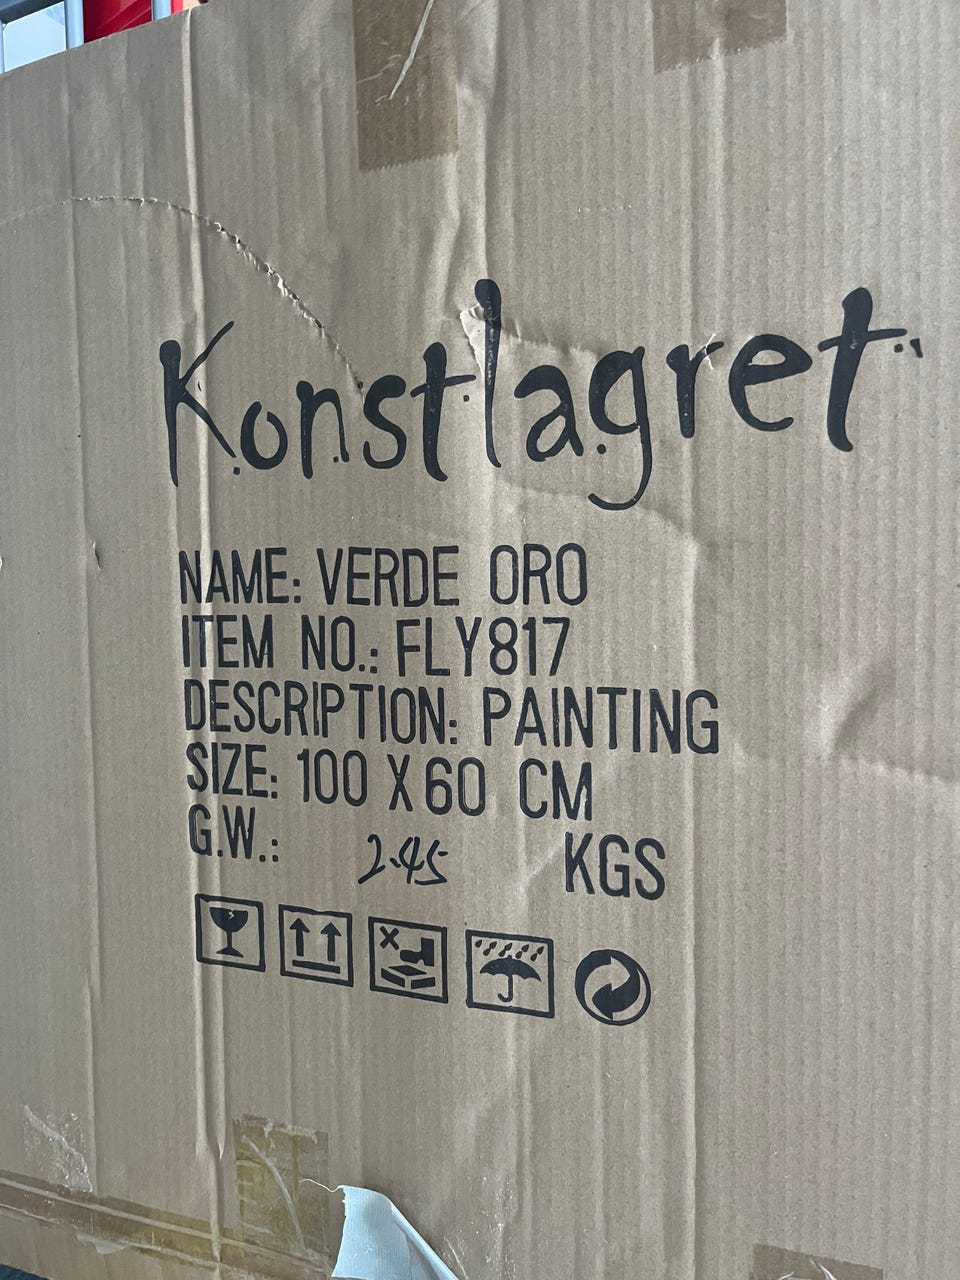 Konstlagret
NAME: VERDE ORO
ITEM NO.: FLY817
DESCRIPTION: PAINTING
SIZE: 100 X 60 CM
G.W.: 2.45 KGS